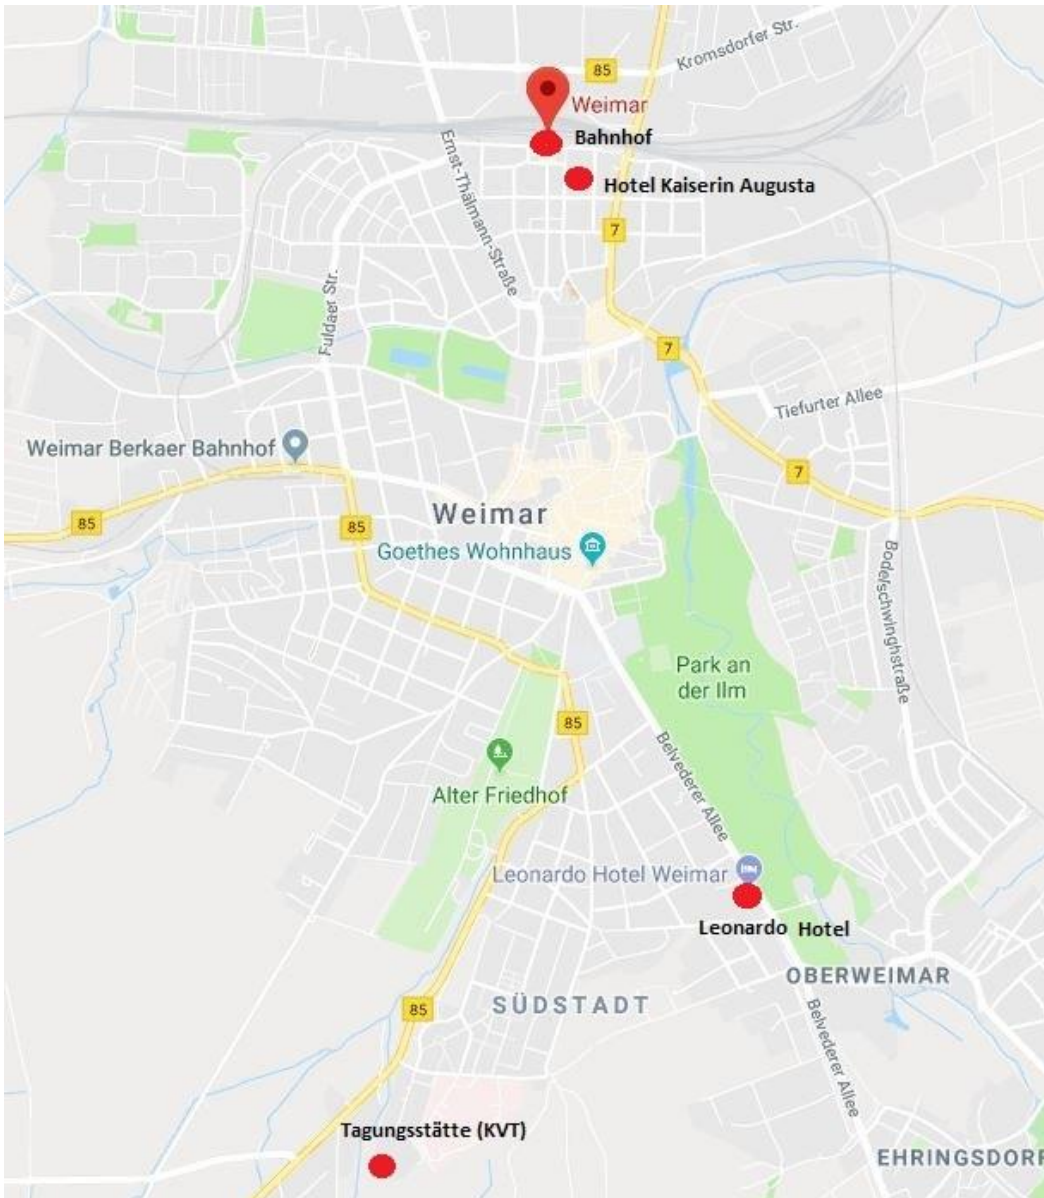 Kromsdorfer Str.
85
Weimar
Bahnhof
Ernst-Thälmann-Straße
Hotel Kaiserin Augusta
7
Fuldaer Str.
7
Tiefurter Allee
Weimar Berkaer Bahnhof
7
85
85
Weimar
Goethes Wohnhaus
Bodelschwinghstraße
Park an
der Ilm
85
Belvederer Allee
Alter Friedhof
Leonardo Hotel Weimar
Leonardo Hotel
OBERWEIMAR
SÜDSTADT
85
Belvederer Allee
Tagungsstätte (KVT)
EHRINGSDORF